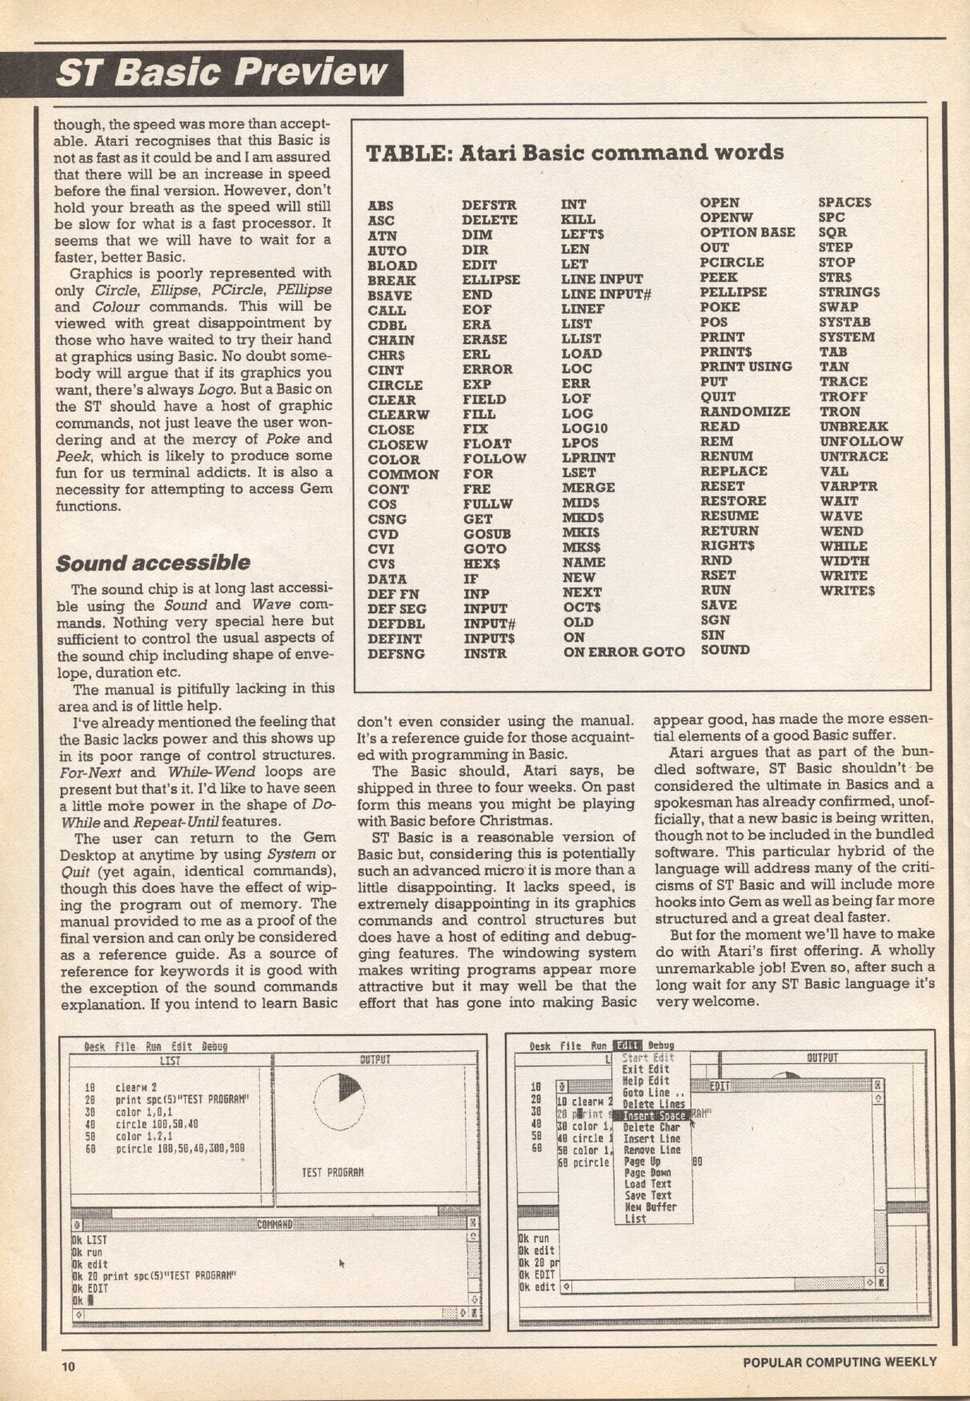 ST Basic Preview
though, the speed was more than accept-
able. Atari recognises that this Basic is
not as fast as it could be and I am assured
that there will be an increase in speed
before the final version. However, don't
hold your breath as the speed will still
be slow for what is a fast processor. It
seems that we will have to wait for a
faster, better Basic.
Graphics is poorly represented with
only Circle, Ellipse, PCircle, PEllipse
and Colour commands. This will be
viewed with great disappointment by
those who have waited to try their hand
at graphics using Basic. No doubt some-
body will argue that if its graphics you
want, there's always Logo. But a Basic on
the ST should have a host of graphic
commands, not just leave the user won-
dering and at the mercy of Poke and
Peek, which is likely to produce some
fun for us terminal addicts. It is also a
necessity for attempting to access Gem
functions.
Sound accessible
The sound chip is at long last accessi-
ble using the Sound and Wave com-
mands. Nothing very special here but
sufficient to control the usual aspects of
the sound chip including shape of enve-
lope, duration etc.
The manual is pitifully lacking in this
area and is of little help.
I've already mentioned the feeling that
the Basic lacks power and this shows up
in its poor range of control structures.
For-Next and While-Wend loops are
present but that's it. I'd like to have seen
a little more power in the shape of Do-
While and Repeat-Until features.
The user can return to the Gem
Desktop at anytime by using System or
Quit (yet again, identical commands),
though this does have the effect of wip-
ing the program out of memory. The
manual provided to me as a proof of the
final version and can only be considered
as a reference guide. As a source of
reference for keywords it is good with
the exception of the sound commands
explanation. If you intend to learn Basic
TABLE: Atari Basic command words
ABS
ASC
ATN
AUTO
BLOAD
BREAK
BSAVE
CALL
CDBL
CHAIN
CHR$
CINT
CIRCLE
CLEAR
CLEARW
CLOSE
CLOSEW
COLOR
COMMON
CONT
COS
CSNG
CVD
CVI
CVS
DATA
DEF FN
DEF SEG
DEFDBL
DEFINT
DEFSNG
DEFSTR
DELETE
DIM
DIR
EDIT
ELLIPSE
END
EOF
ERA
ERASE
ERL
ERROR
EXP
FIELD
FILL
FIX
FLOAT
FOLLOW
FOR
FRE
FULLW
GET
GOSUB
GOTO
HEX$
IF
INP
INPUT
INPUT#
INPUT$
INSTR
INT
KILL
LEFT$
LEN
LET
LINE INPUT
LINE INPUT#
LINEF
LIST
LLIST
LOAD
LOC
ERR
LOF
LOG
LOG10
LPOS
LPRINT
LSET
MERGE
MID$
MKD$
MKI$
MKS$
NAME
NEW
NEXT
OCT$
OLD
ON
ON ERROR GOTO
OPEN
OPENW
OPTION BASE
OUT
PCIRCLE
PEEK
PELLIPSE
POKE
POS
PRINT
PRINT$
PRINT USING
PUT
QUIT
RANDOMIZE
READ
REM
RENUM
REPLACE
RESET
RESTORE
RESUME
RETURN
RIGHT$
RND
RSET
RUN
SAVE
SGN
SIN
SOUND
SPACE$
SPC
SQR
STEP
STOP
STR$
STRING$
SWAP
SYSTAB
SYSTEM
TAB
TAN
TRACE
TROFF
TRON
UNBREAK
UNFOLLOW
UNTRACE
VAL
VARPTR
WAIT
WAVE
WEND
WHILE
WIDTH
WRITE
WRITE$
don't even consider using the manual.
It's a reference guide for those acquaint-
ed with programming in Basic.
The Basic should, Atari says, be
shipped in three to four weeks. On past
form this means you might be playing
with Basic before Christmas.
ST Basic is a reasonable version of
Basic but, considering this is potentially
such an advanced micro it is more than a
little disappointing. It lacks speed, is
extremely disappointing in its graphics
commands and control structures but
does have a host of editing and debug-
ging features. The windowing system
makes writing programs appear more
attractive but it may well be that the
effort that has gone into making Basic
appear good, has made the more essen-
tial elements of a good Basic suffer.
Atari argues that as part of the bun-
dled software, ST Basic shouldn't be
considered the ultimate in Basics and a
spokesman has already confirmed, unof-
ficially, that a new basic is being written,
though not to be included in the bundled
software. This particular hybrid of the
language will address many of the criti-
cisms of ST Basic and will include more
hooks into Gem as well as being far more
structured and a great deal faster.
But for the moment we'll have to make
do with Atari's first offering. A wholly
unremarkable job! Even so, after such a
long wait for any ST Basic language it's
very welcome.
Desk File Run Edit Debug
LIST
10 clearw 2
20 print spc(5)"TEST PROGRAM"
30 color 1,0,1
40 circle 100,50,40
50 color 1,2,1
60 pcircle 100,50,40,300,900
OUTPUT
TEST PROGRAM
COMMAND
Ok LIST
Ok run
Ok edit
Ok 20 print spc(5)"TEST PROGRAM"
Ok EDIT
Ok
Desk File Run Edit Debug
L
OUTPUT
10
20
30
40
50
60
EDIT
10 clearw 2
20 print s
RAM"
30 color 1,
40 circle 1
50 color 1,
60 pcircle
00
Start Edit
Exit Edit
Help Edit
Goto Line ..
Delete Lines
Insert Space
Delete Char
Insert Line
Remove Line
Page Up
Page Down
Load Text
Save Text
New Buffer
List
Ok run
Ok edit
Ok 20 pr
Ok EDIT
Ok edit
10
POPULAR COMPUTING WEEKLY